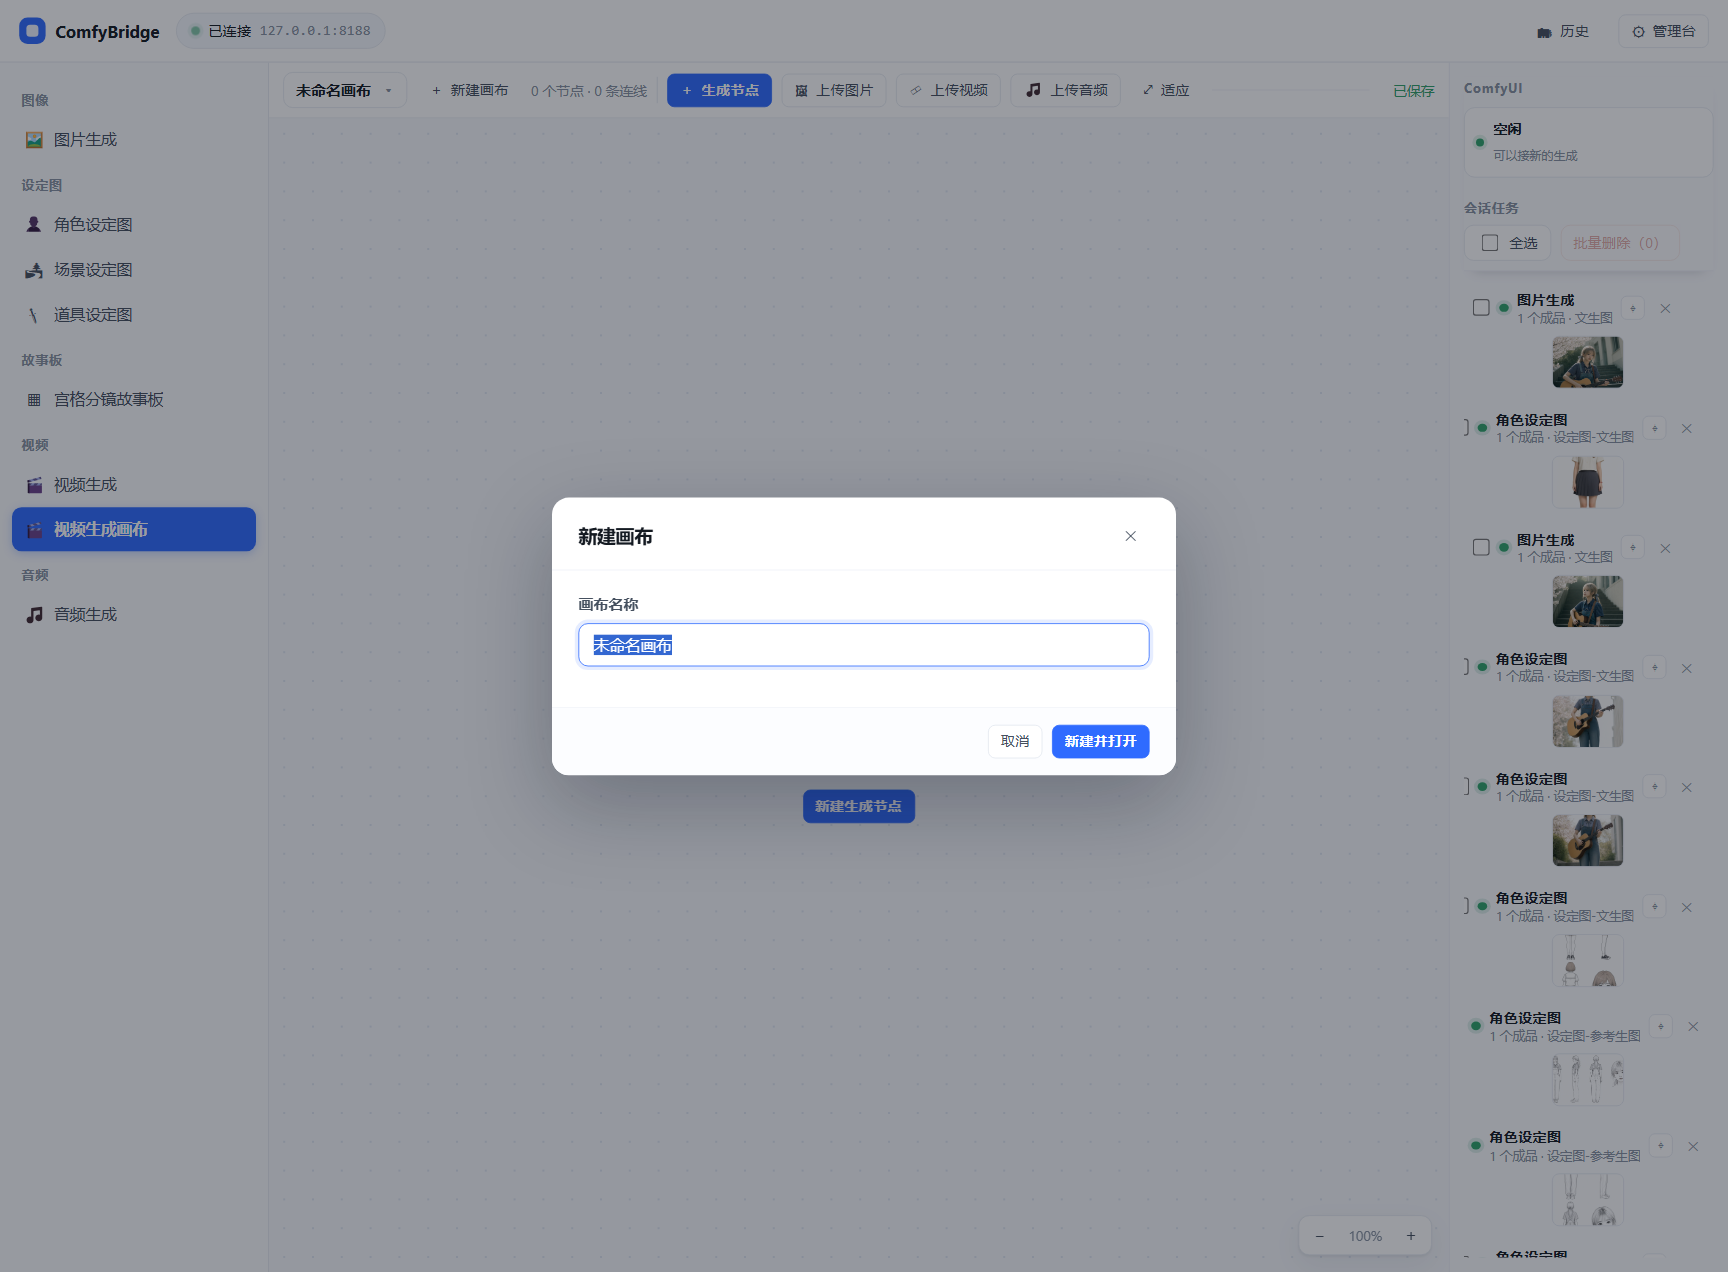 ComfyBridge
已连接 127.0.0.1:8188
历史
管理台
图像
图片生成
设定图
角色设定图
场景设定图
道具设定图
故事板
宫格分镜故事板
视频
视频生成
视频生成画布
音频
音频生成
未命名画布
+ 新建画布
0 个节点 · 0 条连线
+ 生成节点
上传图片
上传视频
上传音频
适应
已保存
新建画布
画布名称
未命名画布
取消
新建并打开
新建生成节点
− 100% +
ComfyUI
空闲
可以接新的生成
会话任务
全选
批量删除（0）
图片生成
1 个成品 · 文生图
角色设定图
1 个成品 · 设定图-文生图
图片生成
1 个成品 · 文生图
角色设定图
1 个成品 · 设定图-文生图
角色设定图
1 个成品 · 设定图-文生图
角色设定图
1 个成品 · 设定图-文生图
角色设定图
1 个成品 · 设定图-参考生图
角色设定图
1 个成品 · 设定图-参考生图
角色设定图